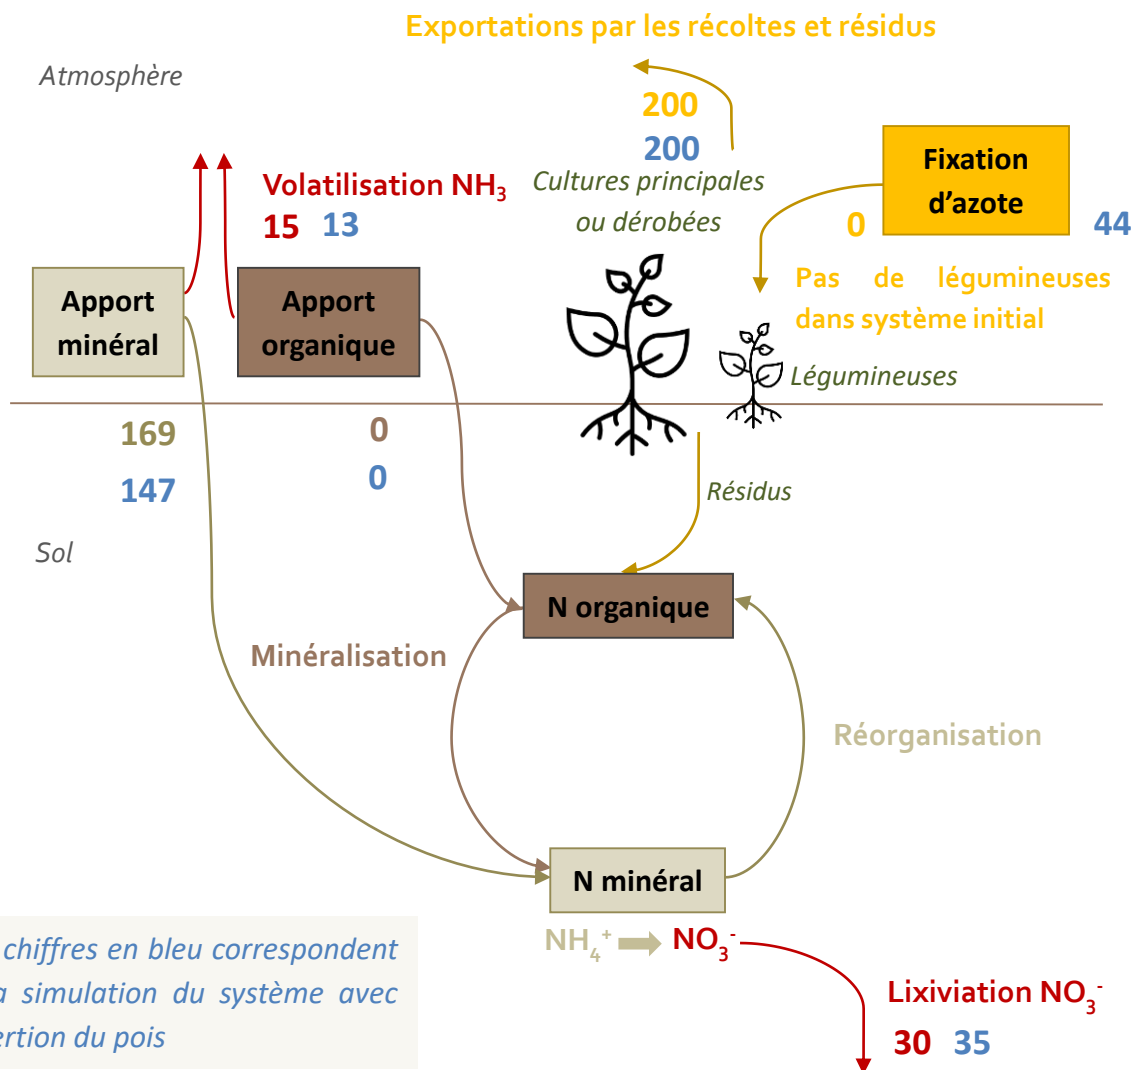 Exportations par les récoltes et résidus
Atmosphère
200
200
Fixation
d'azote
Volatilisation NH₃
15 13
Cultures principales
ou dérobées
0
44
Apport
minéral
Apport
organique
Pas de légumineuses
dans système initial
Légumineuses
169
0
147
0
Résidus
Sol
N organique
Minéralisation
Réorganisation
N minéral
NH₄⁺ NO₃⁻
chiffres en bleu correspondent
simulation du système avec
du pois
Lixiviation NO₃⁻
30 35